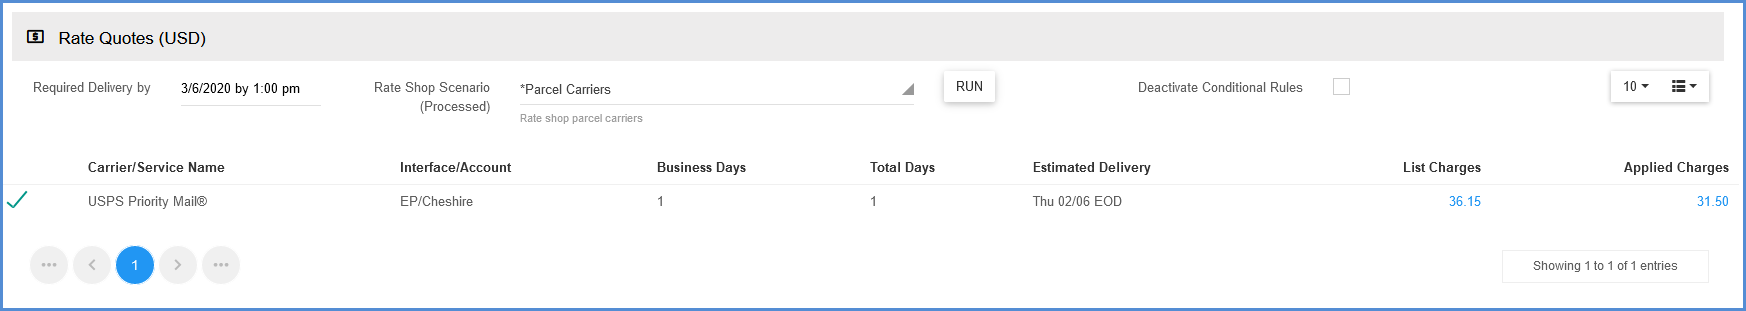 Rate Quotes (USD)
Required Delivery by 3/6/2020 by 1:00 pm Rate Shop Scenario (Processed) *Parcel Carriers RUN Deactivate Conditional Rules 10
Rate shop parcel carriers
Carrier/Service Name Interface/Account Business Days Total Days Estimated Delivery List Charges Applied Charges
USPS Priority Mail® EP/Cheshire 1 1 Thu 02/06 EOD 36.15 31.50
1 Showing 1 to 1 of 1 entries